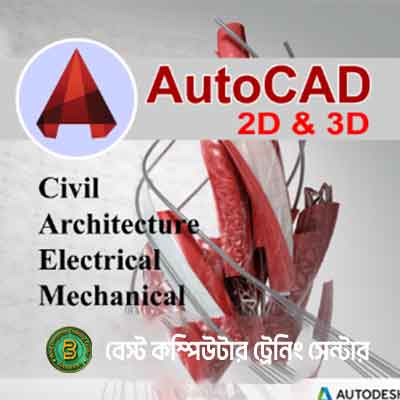 AutoCAD
2D & 3D
Civil
Architecture
Electrical
Mechanical
বেস্ট কম্পিউটার ট্রেনিং সেন্টার
AUTODESK